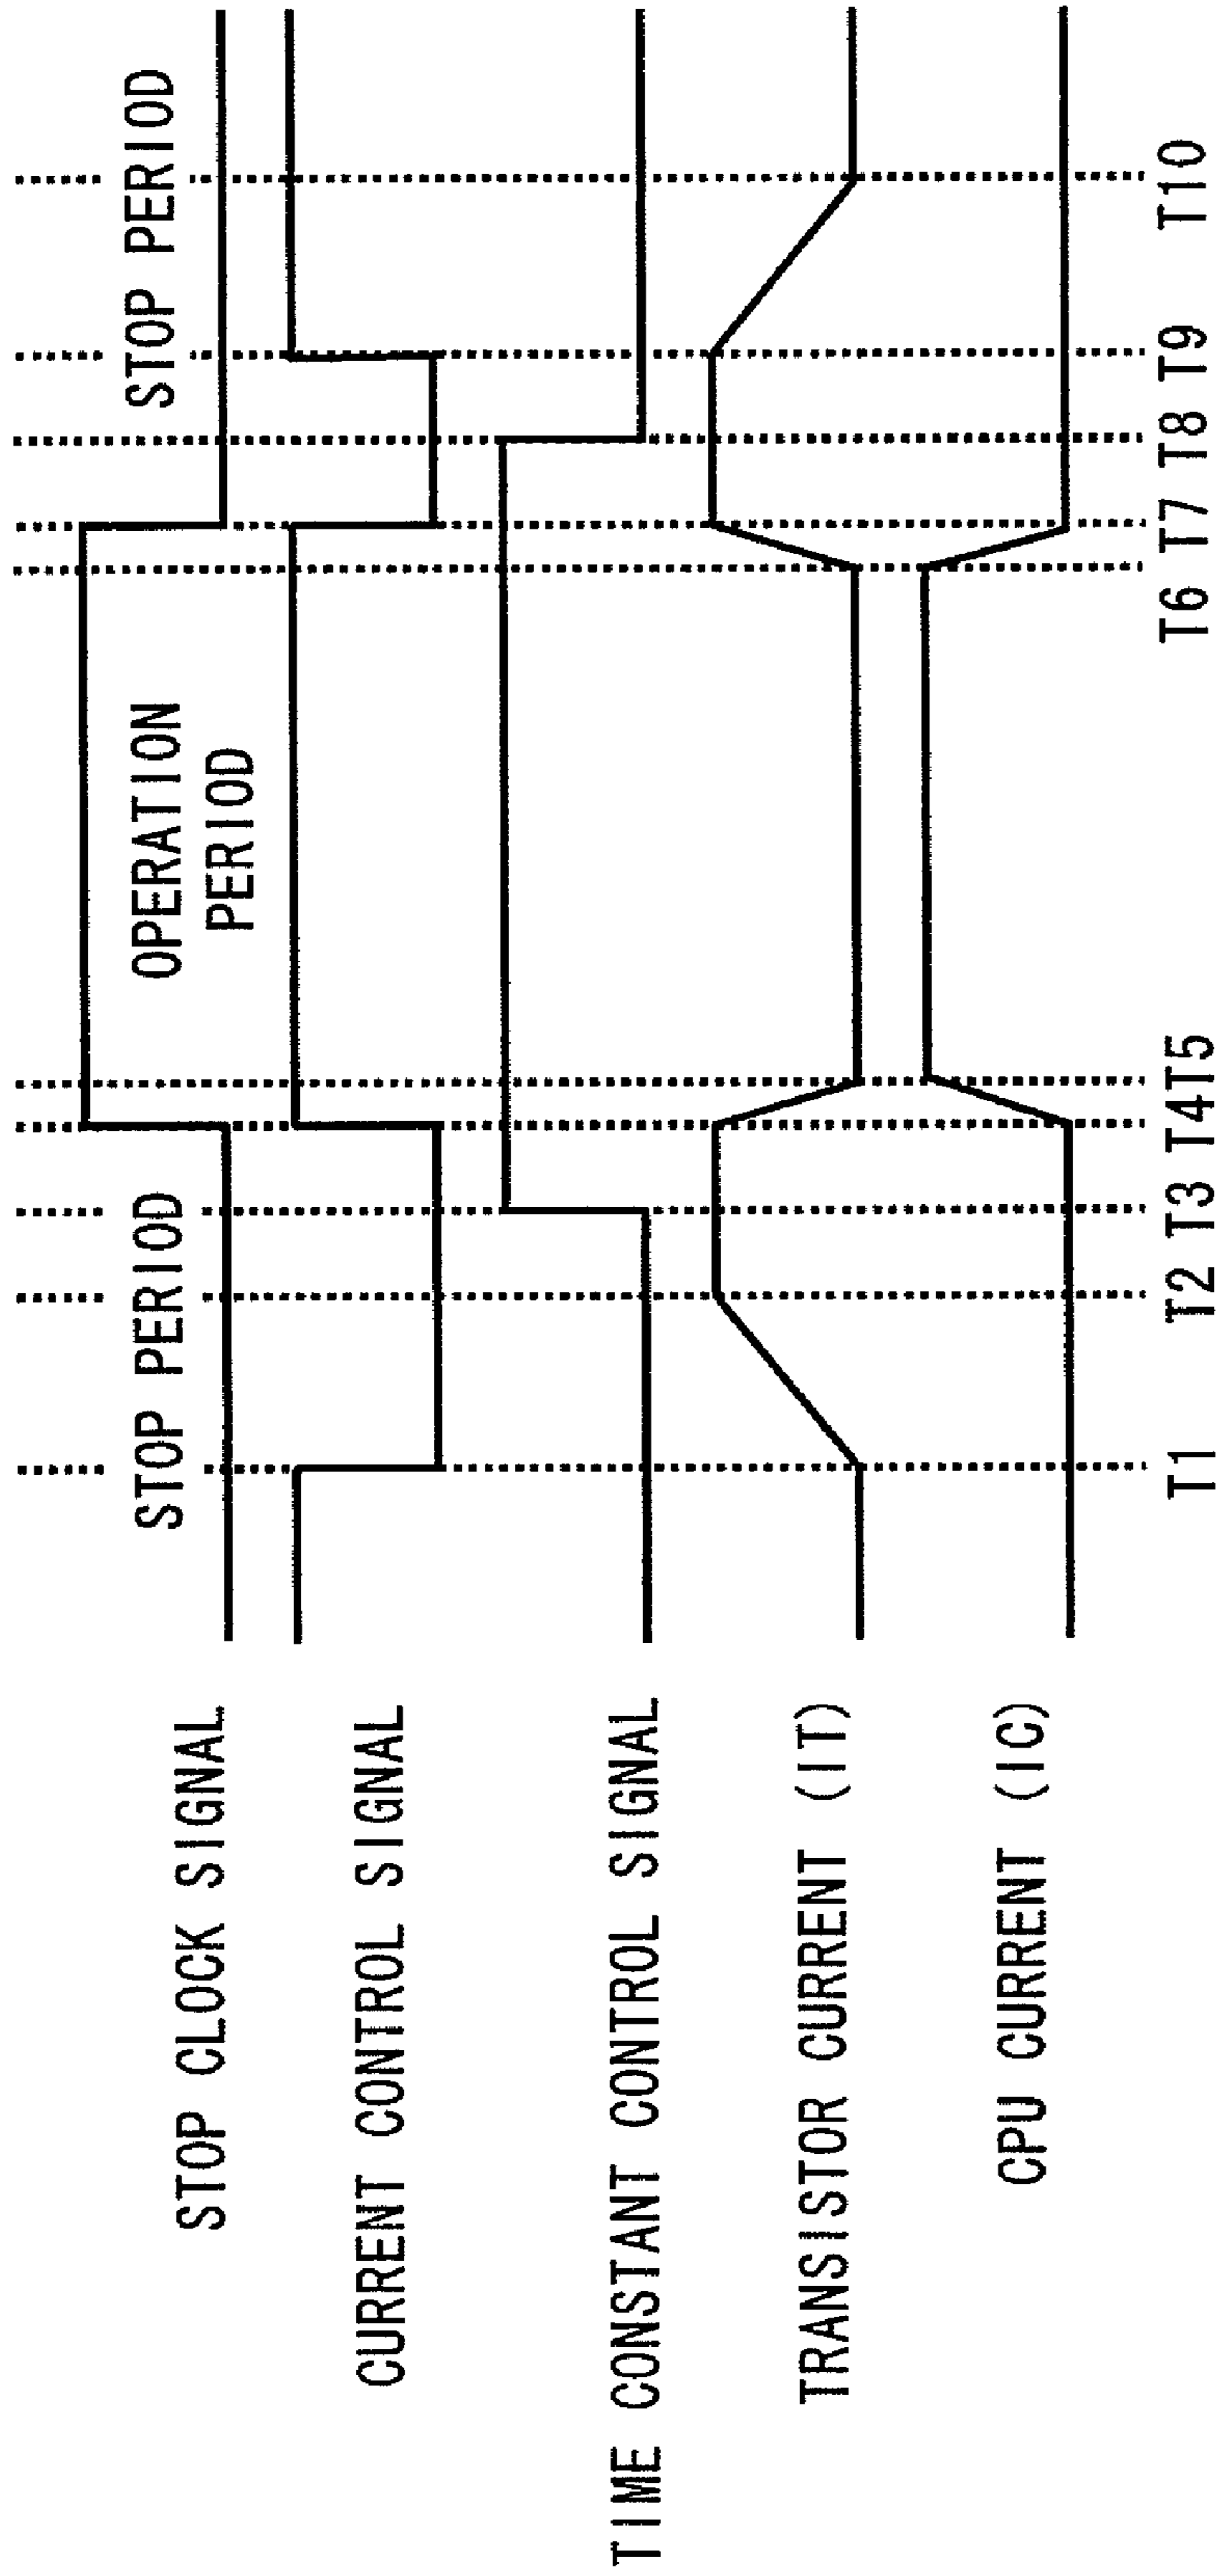 STOP PERIOD
OPERATION
PERIOD
STOP PERIOD
STOP CLOCK SIGNAL
CURRENT CONTROL SIGNAL
TIME CONSTANT CONTROL SIGNAL
TRANSISTOR CURRENT (IT)
CPU CURRENT (IC)
T1 T2 T3 T4 T5 T6 T7 T8 T9 T10